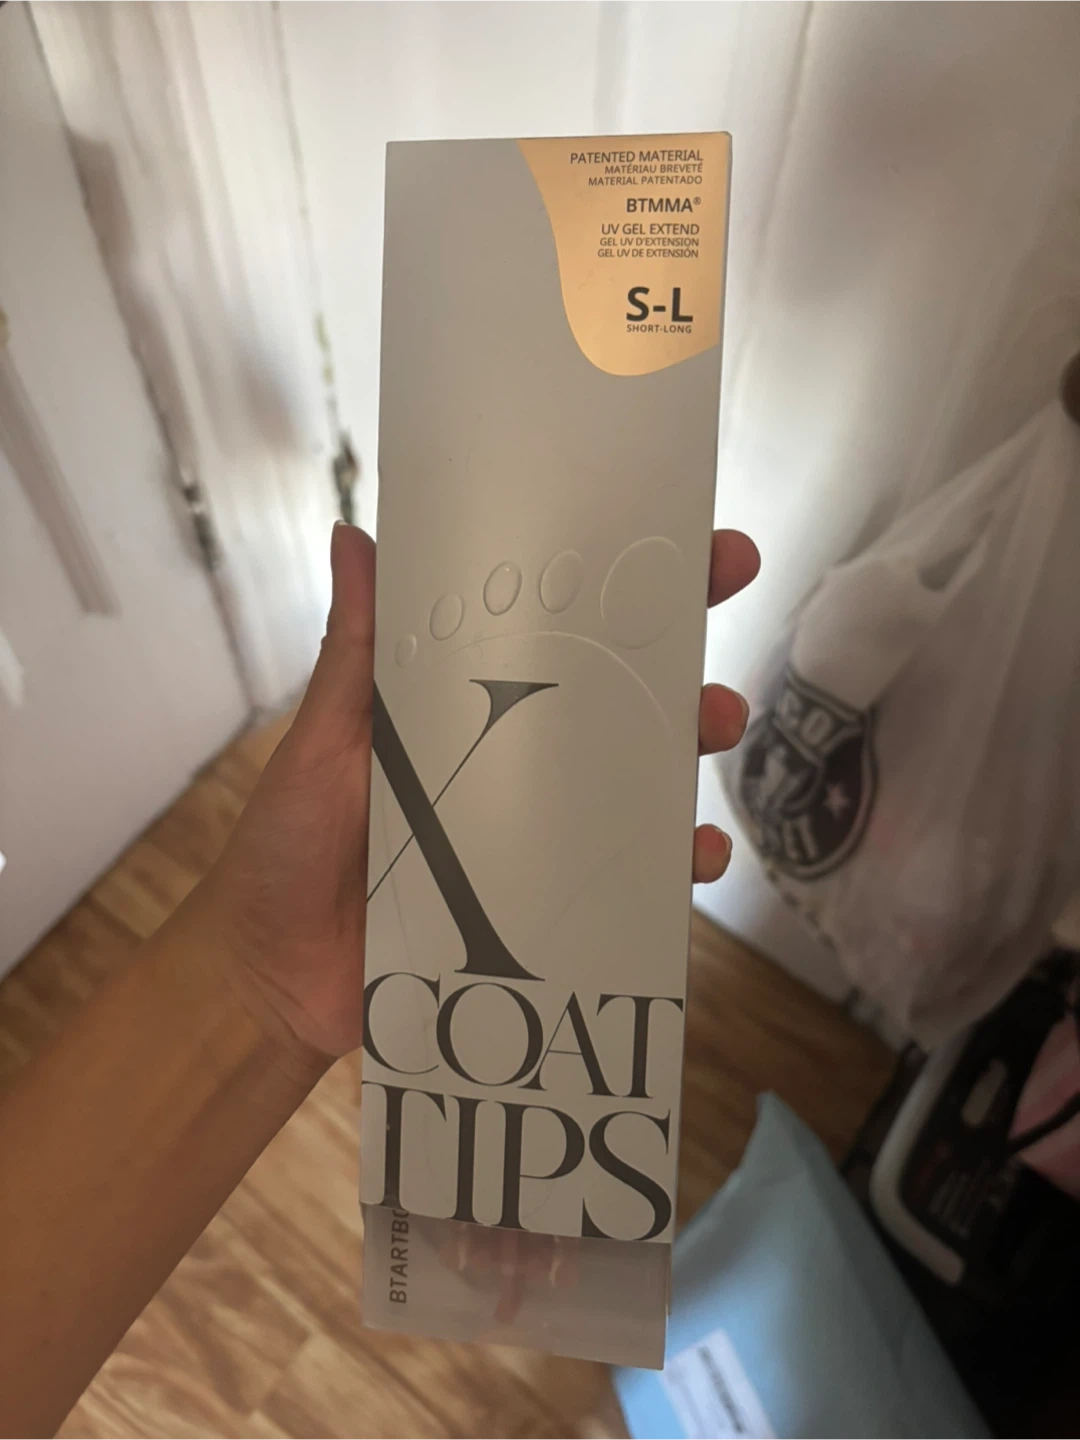 PATENTED MATERIAL
MATÉRIAU BREVETÉ
MATERIAL PATENTADO
BTMMA®
UV GEL EXTEND
GEL UV D'EXTENSION
GEL UV DE EXTENSIÓN
S-L
SHORT-LONG
X
COAT
TIPS